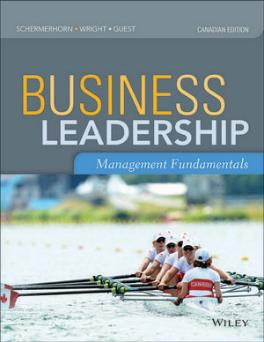 SCHERMERHORN • WRIGHT • GUEST
CANADIAN EDITION
BUSINESS
LEADERSHIP
Management Fundamentals
CANADA
WILEY